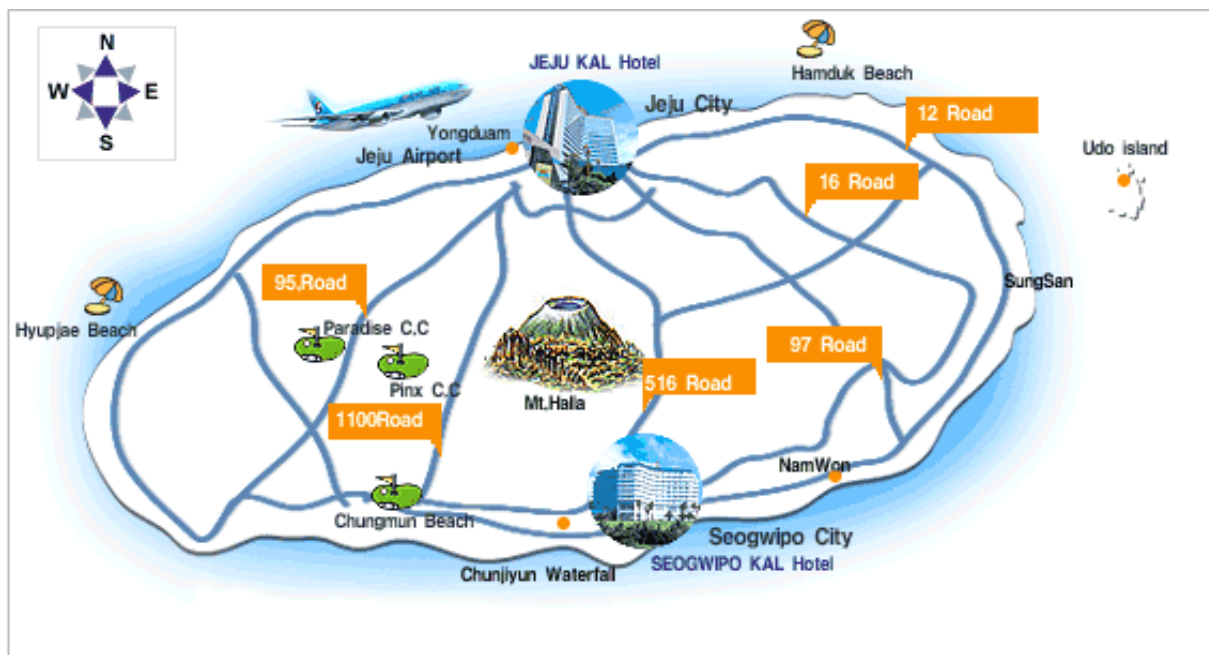 N
W E
S
JEJU KAL Hotel
Hamduk Beach
Jeju City
12 Road
Yongduam
Jeju Airport
Udo island
16 Road
95,Road
SungSan
Hyupjae Beach
Paradise C.C
97 Road
Pinx C.C
516 Road
Mt,Halla
1100Road
NamWon
Chungmun Beach
Seogwipo City
SEOGWIPO KAL Hotel
Chunjiyun Waterfall